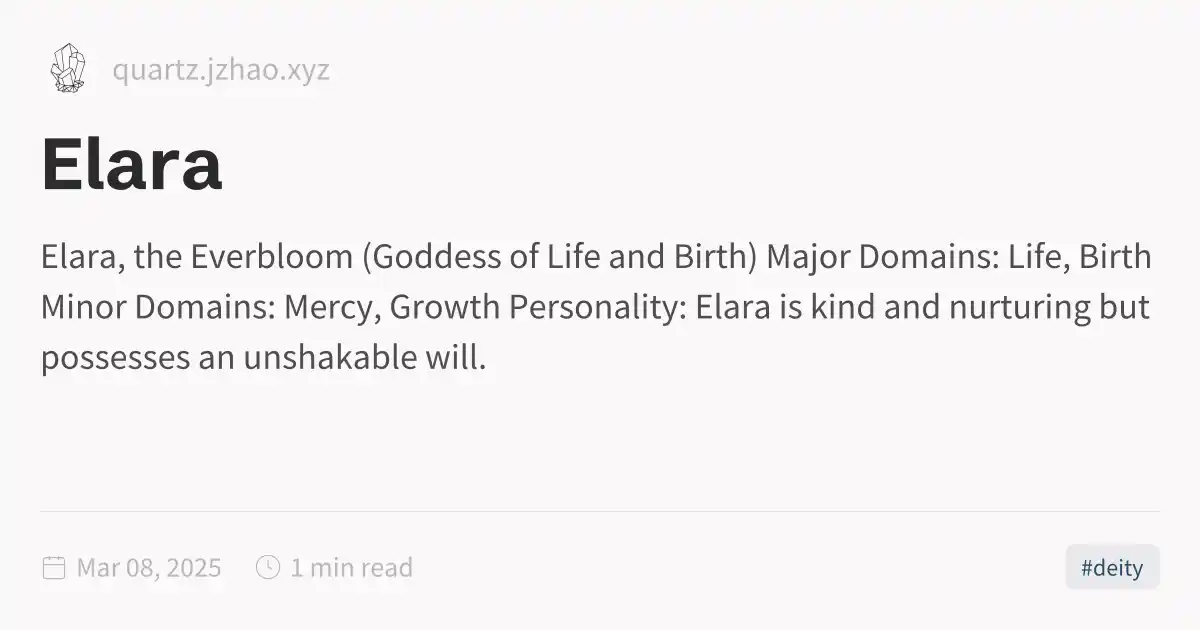 quartz.jzhao.xyz
Elara
Elara, the Everbloom (Goddess of Life and Birth) Major Domains: Life, Birth
Minor Domains: Mercy, Growth Personality: Elara is kind and nurturing but
possesses an unshakable will.
Mar 08, 2025 1 min read #deity